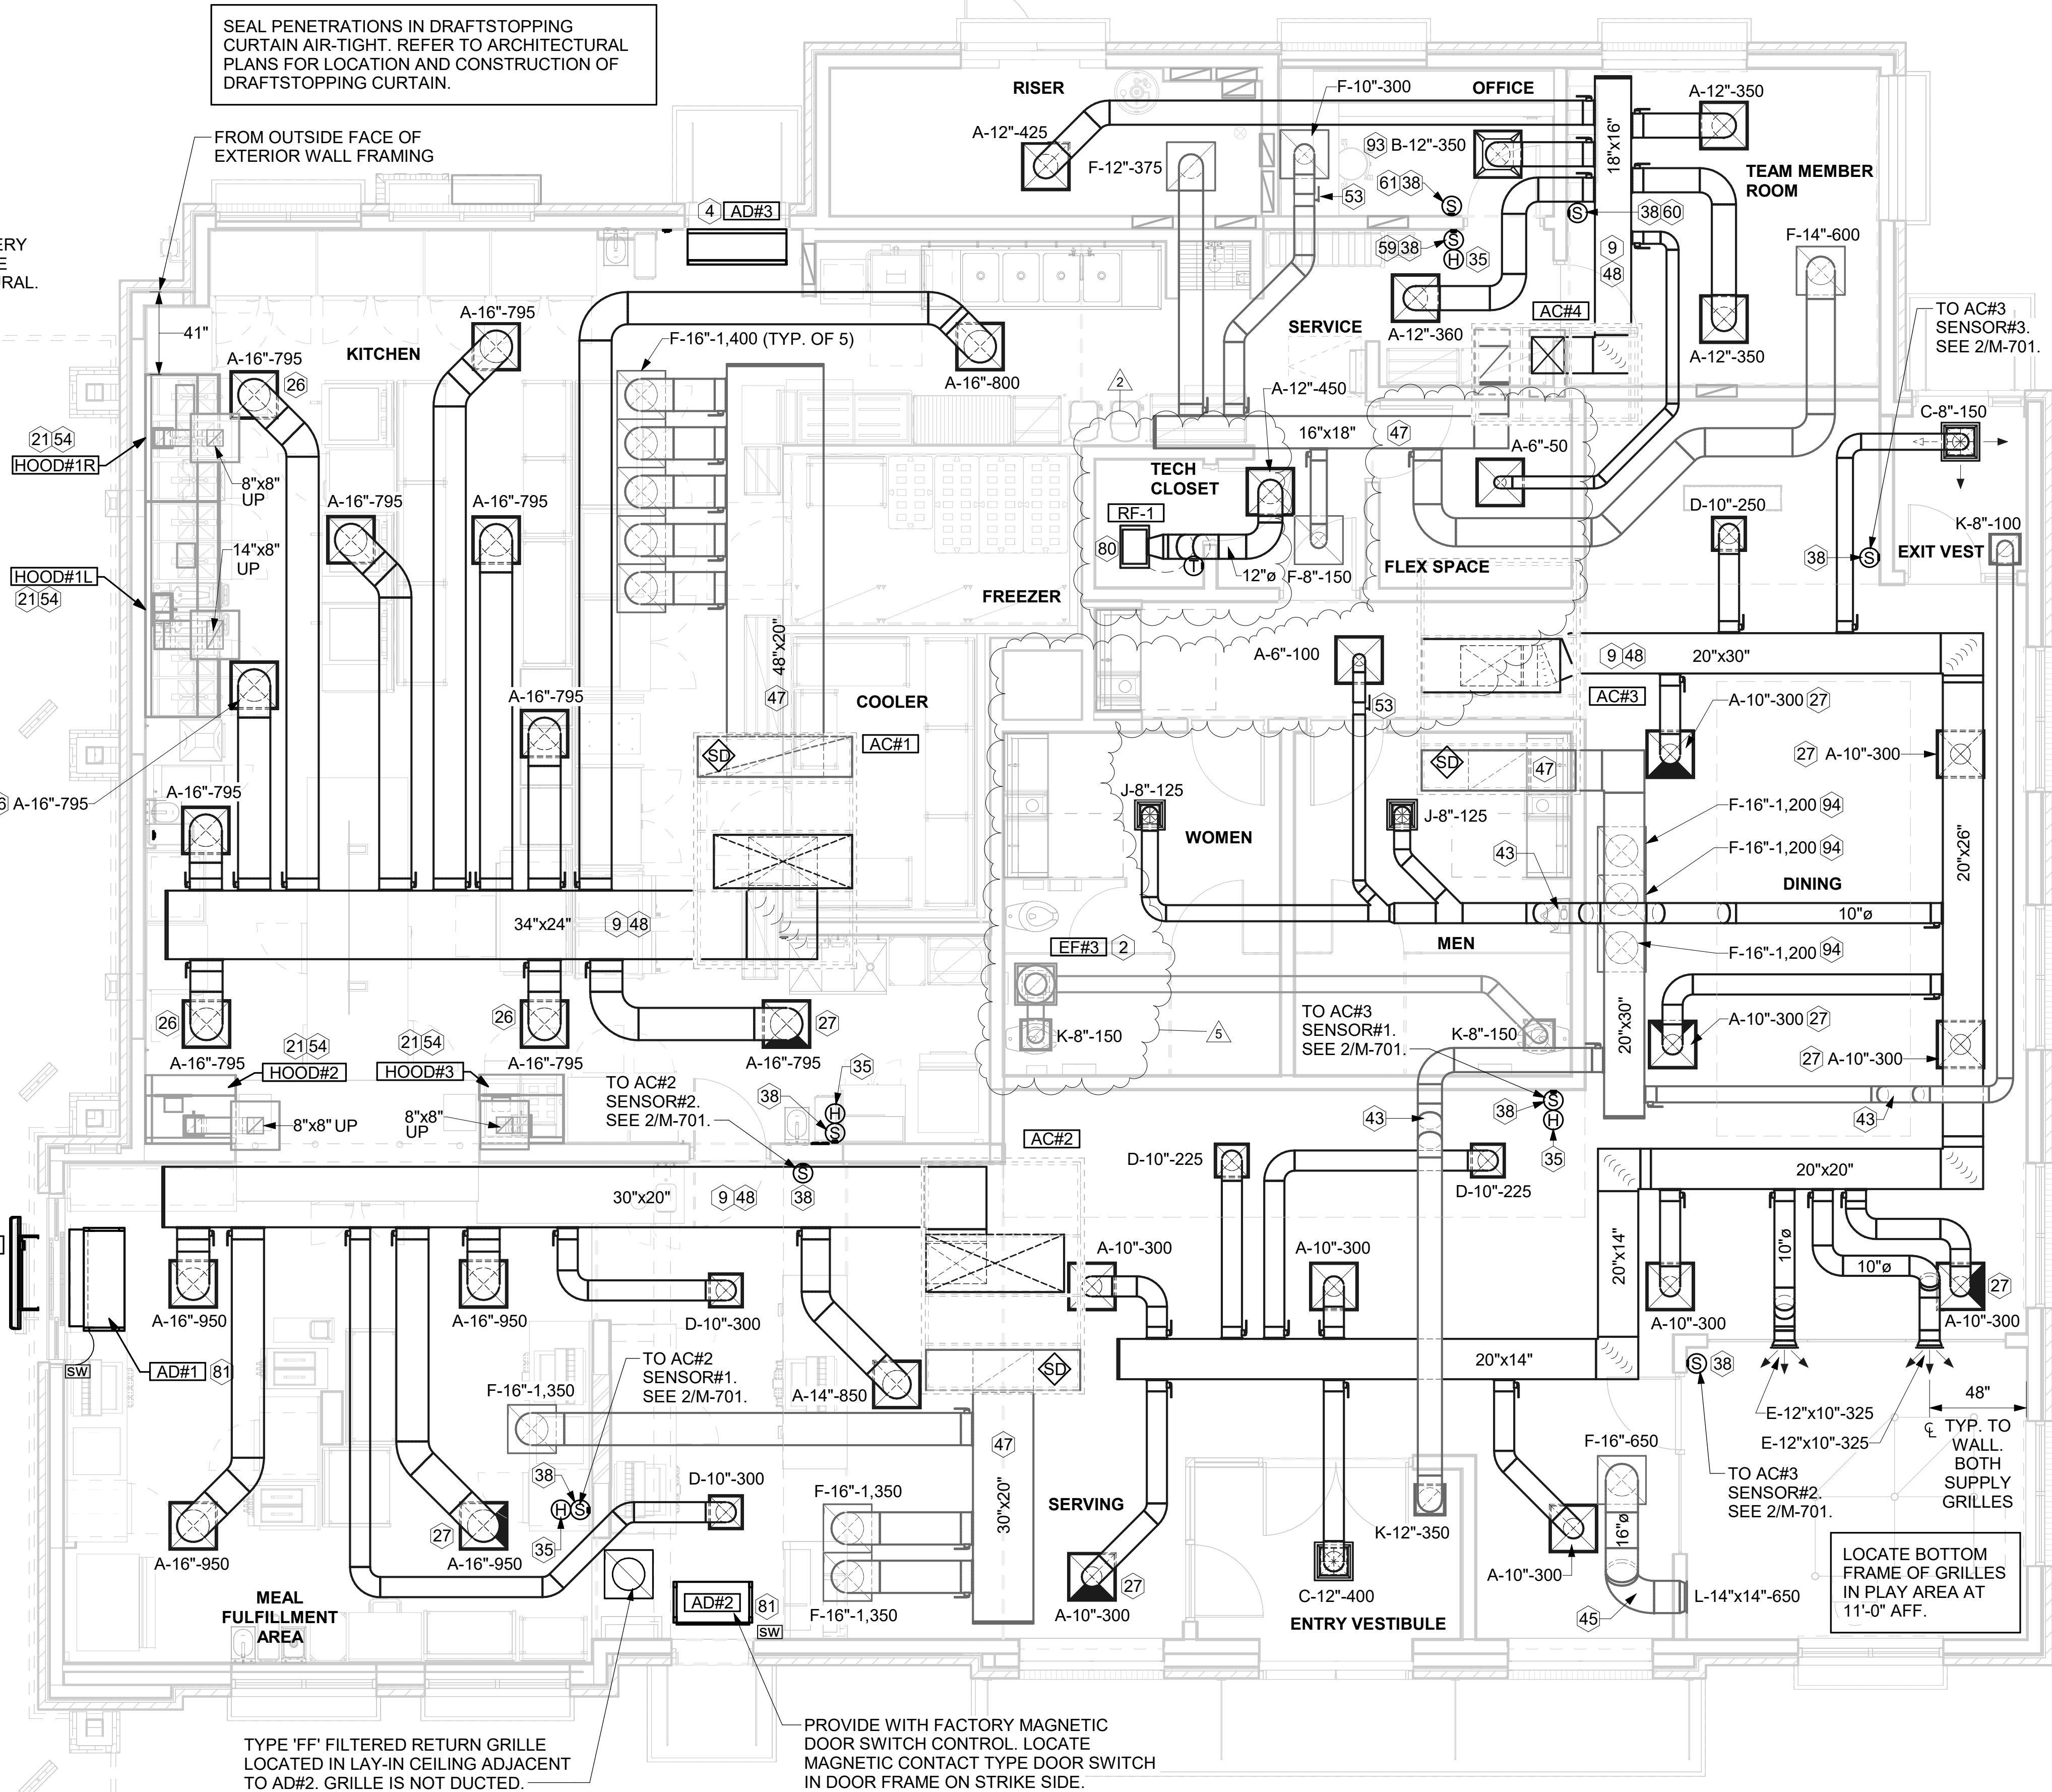 SEAL PENETRATIONS IN DRAFTSTOPPING
CURTAIN AIR-TIGHT. REFER TO ARCHITECTURAL
PLANS FOR LOCATION AND CONSTRUCTION OF
DRAFTSTOPPING CURTAIN.
FROM OUTSIDE FACE OF
EXTERIOR WALL FRAMING
ERY
E
RAL.
41"
4 AD#3
RISER
A-12"-425
F-12"-375
F-10"-300
OFFICE
93 B-12"-350
61 38
S
53
59 38
S
H 35
18"x16"
A-12"-350
TEAM MEMBER
ROOM
S
38 60
9
48
F-14"-600
A-12"-350
AC#4
A-12"-360
SERVICE
TO AC#3
SENSOR#3.
SEE 2/M-701.
KITCHEN
A-16"-795
A-16"-795
26
F-16"-1,400 (TYP. OF 5)
A-16"-800
21 54
HOOD#1R
8"x8"
UP
A-16"-795
A-16"-795
14"x8"
UP
HOOD#1L
21 54
2
A-12"-450
16"x18"
47
A-6"-50
TECH
CLOSET
RF-1
80
T
12"ø
F-8"-150
FLEX SPACE
C-8"-150
D-10"-250
K-8"-100
38
S
EXIT VEST
FREEZER
48"x20"
47
COOLER
AC#1
SD
A-16"-795
6 A-16"-795
A-16"-795
A-6"-100
53
9 48
20"x30"
AC#3
A-10"-300 27
27 A-10"-300
SD
47
J-8"-125
WOMEN
J-8"-125
43
F-16"-1,200 94
F-16"-1,200 94
DINING
20"x26"
10"ø
MEN
F-16"-1,200 94
34"x24"
9 48
EF#3 2
26
26
27
A-16"-795
A-16"-795
A-16"-795
K-8"-150
5
TO AC#3
SENSOR#1.
SEE 2/M-701.
K-8"-150
20"x30"
A-10"-300 27
27 A-10"-300
21 54
HOOD#2
21 54
HOOD#3
8"x8" UP
8"x8"
UP
TO AC#2
SENSOR#2.
SEE 2/M-701.
35
38
H
S
43
38
S
H
35
43
AC#2
D-10"-225
D-10"-225
20"x20"
30"x20"
9 48
S
38
A-10"-300
A-10"-300
20"x14"
10"ø
10"ø
27
A-10"-300
A-10"-300
A-16"-950
A-16"-950
D-10"-300
SW
AD#1 81
TO AC#2
SENSOR#1.
SEE 2/M-701.
F-16"-1,350
A-14"-850
SD
20"x14"
S 38
48"
E-12"x10"-325
E-12"x10"-325
℄ TYP. TO
WALL.
BOTH
SUPPLY
GRILLES
TO AC#3
SENSOR#2.
SEE 2/M-701.
F-16"-650
47
38
H S
35
D-10"-300
F-16"-1,350
30"x20"
SERVING
K-12"-350
16"ø
27
A-16"-950
A-16"-950
AD#2
81
SW
F-16"-1,350
27
A-10"-300
C-12"-400
ENTRY VESTIBULE
A-10"-300
45
L-14"x14"-650
LOCATE BOTTOM
FRAME OF GRILLES
IN PLAY AREA AT
11'-0" AFF.
MEAL
FULFILLMENT
AREA
TYPE 'FF' FILTERED RETURN GRILLE
LOCATED IN LAY-IN CEILING ADJACENT
TO AD#2. GRILLE IS NOT DUCTED.
PROVIDE WITH FACTORY MAGNETIC
DOOR SWITCH CONTROL. LOCATE
MAGNETIC CONTACT TYPE DOOR SWITCH
IN DOOR FRAME ON STRIKE SIDE.